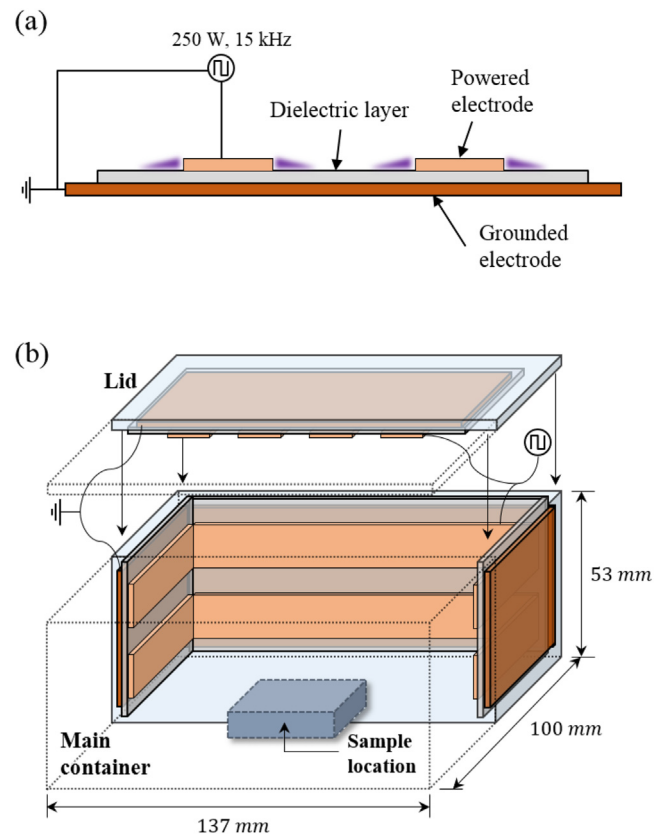 (a)
250 W, 15 kHz
Powered
electrode
Dielectric layer
Grounded
electrode
(b)
Lid
53 mm
100 mm
Main
container
Sample
location
137 mm